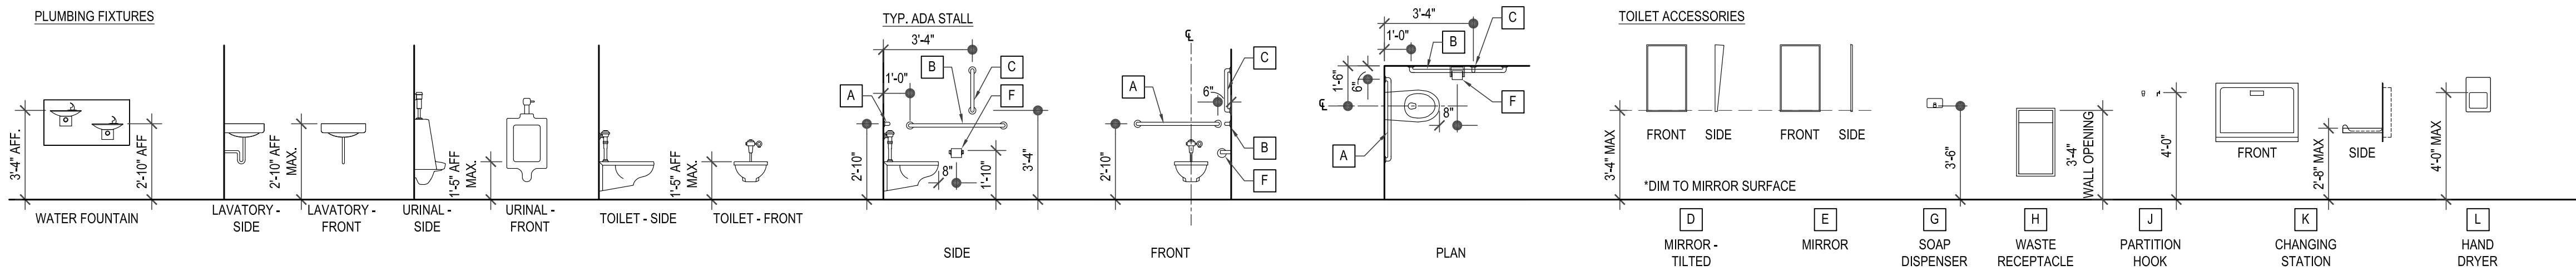 PLUMBING FIXTURES
3'-4" AFF.
2'-10" AFF
WATER FOUNTAIN
LAVATORY -
SIDE
2'-10" AFF
MAX.
LAVATORY -
FRONT
URINAL -
SIDE
1'-5" AFF
MAX.
URINAL -
FRONT
TOILET - SIDE
1'-5" AFF
MAX.
TOILET - FRONT
TYP. ADA STALL
3'-4"
1'-0"
B
C
A
F
2'-10"
8"
1'-10"
3'-4"
SIDE
℄
C
A
6"
2'-10"
B
F
FRONT
3'-4"
C
1'-0"
B
1'-6"
6"
℄
F
8"
A
PLAN
TOILET ACCESSORIES
FRONT
SIDE
FRONT
SIDE
3'-4" MAX
*DIM TO MIRROR SURFACE
D
MIRROR -
TILTED
E
MIRROR
3'-6"
G
SOAP
DISPENSER
3'-4"
WALL OPENING
H
WASTE
RECEPTACLE
4'-0"
J
PARTITION
HOOK
FRONT
2'-8" MAX
SIDE
K
CHANGING
STATION
4'-0" MAX
L
HAND
DRYER